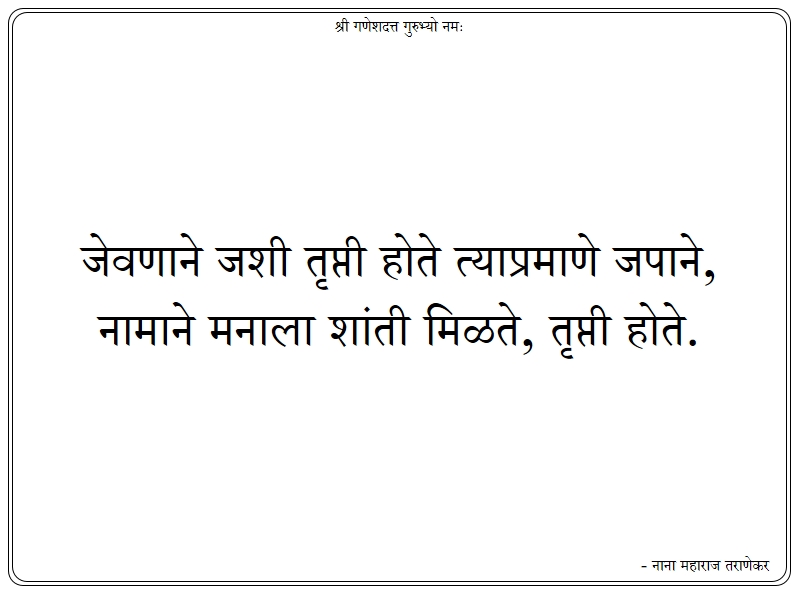 श्री गणेशदत्त गुरुभ्यो नमः
जेवणाने जशी तृप्ती होते त्याप्रमाणे जपाने,
नामाने मनाला शांती मिळते, तृप्ती होते.
- नाना महाराज तराणेकर